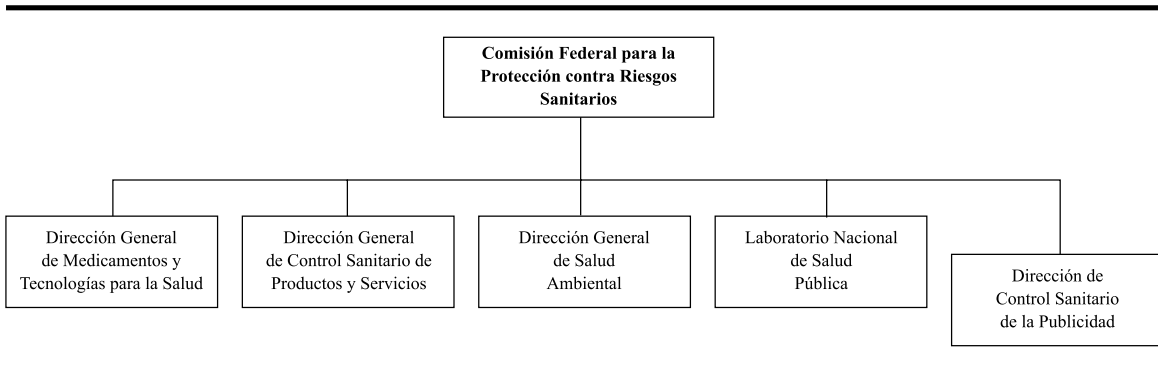 Comisión Federal para la
Protección contra Riesgos
Sanitarios
Dirección General
de Medicamentos y
Tecnologías para la Salud
Dirección General
de Control Sanitario de
Productos y Servicios
Dirección General
de Salud
Ambiental
Laboratorio Nacional
de Salud
Pública
Dirección de
Control Sanitario
de la Publicidad